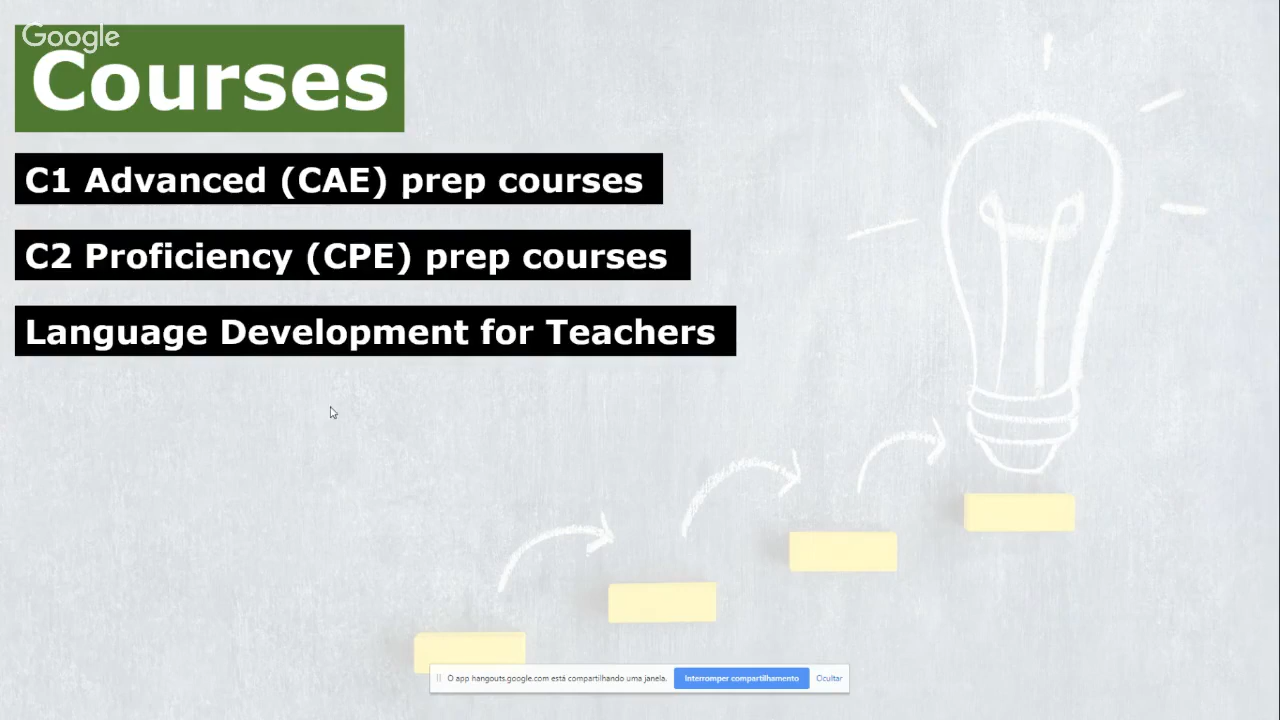 Google
Courses
C1 Advanced (CAE) prep courses
C2 Proficiency (CPE) prep courses
Language Development for Teachers
O app hangouts.google.com está compartilhando uma janela. Interromper compartilhamento Ocultar